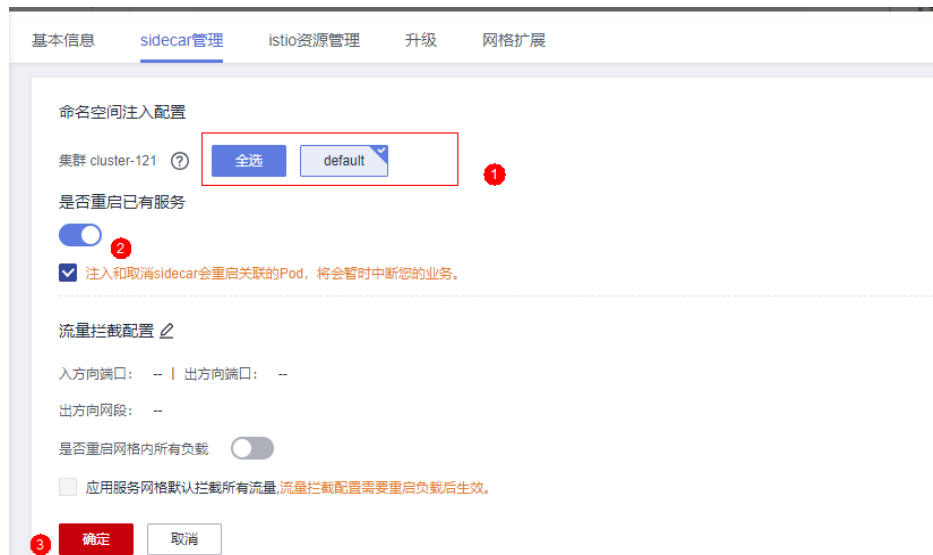 基本信息 sidecar管理 istio资源管理 升级 网格扩展
命名空间注入配置
集群 cluster-121 ? 全选 default 1
是否重启已有服务
2
注入和取消sidecar会重启关联的Pod，将会暂时中断您的业务。
流量拦截配置
入方向端口： -- | 出方向端口： --
出方向网段： --
是否重启网格内所有负载
应用服务网格默认拦截所有流量,流量拦截配置需要重启负载后生效。
3 确定 取消